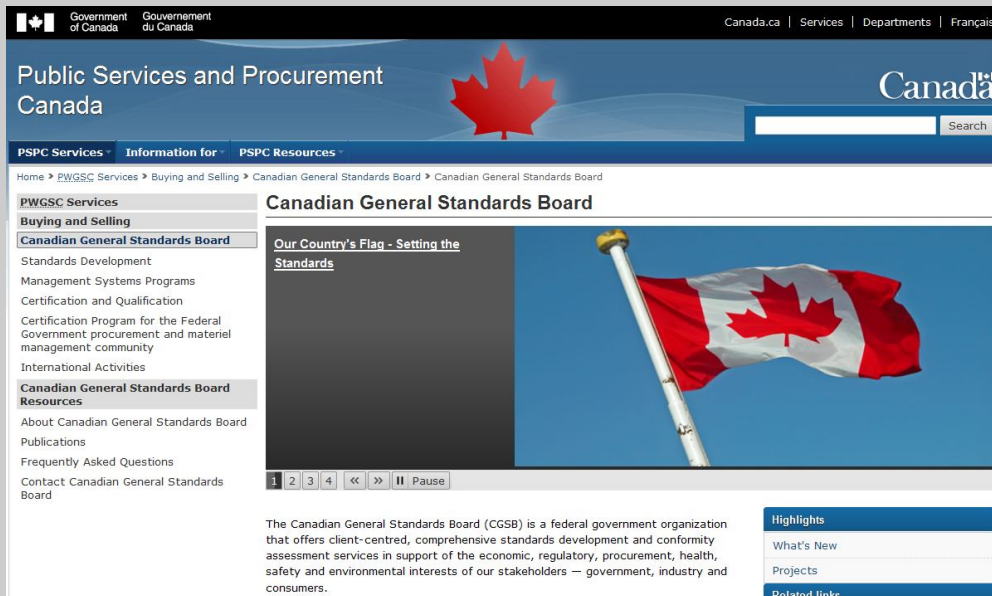 Government of Canada
Gouvernement du Canada
Canada.ca | Services | Departments | Français
Public Services and Procurement
Canada
Canada
Search
PSPC Services
Information for
PSPC Resources
Home > PWGSC Services > Buying and Selling > Canadian General Standards Board > Canadian General Standards Board
PWGSC Services
Buying and Selling
Canadian General Standards Board
Standards Development
Management Systems Programs
Certification and Qualification
Certification Program for the Federal
Government procurement and materiel
management community
International Activities
Canadian General Standards Board
Resources
About Canadian General Standards Board
Publications
Frequently Asked Questions
Contact Canadian General Standards
Board
Canadian General Standards Board
Our Country's Flag - Setting the
Standards
1 2 3 4 « » Pause
The Canadian General Standards Board (CGSB) is a federal government organization
that offers client-centred, comprehensive standards development and conformity
assessment services in support of the economic, regulatory, procurement, health,
safety and environmental interests of our stakeholders — government, industry and
consumers.
Highlights
What's New
Projects
Related links